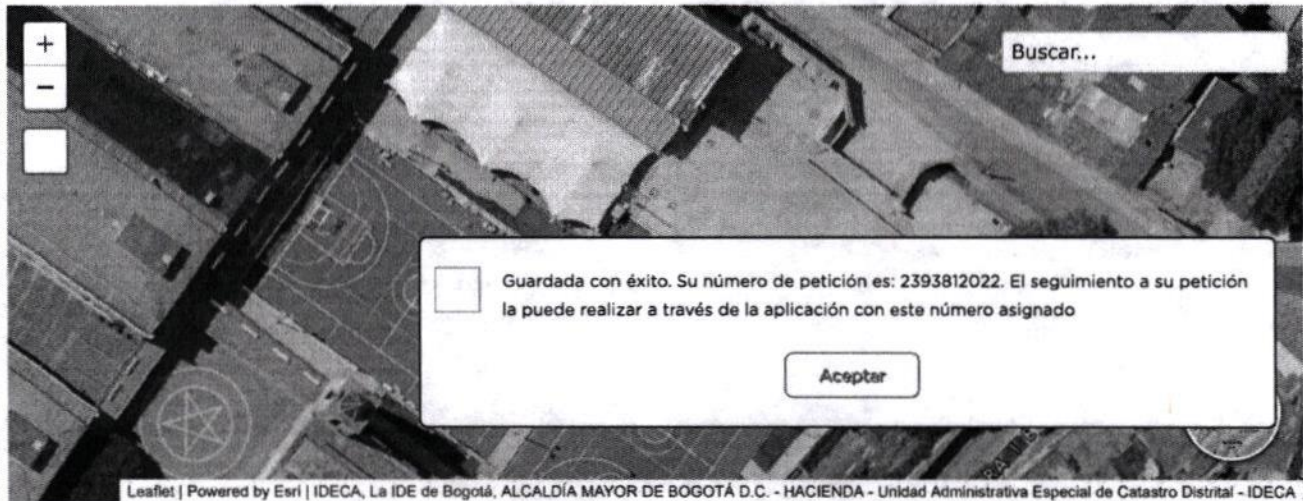 +
Buscar...
−
Guardada con éxito. Su número de petición es: 2393812022. El seguimiento a su petición
la puede realizar a través de la aplicación con este número asignado
Aceptar
Leaflet | Powered by Esri | IDECA, La IDE de Bogotá, ALCALDÍA MAYOR DE BOGOTÁ D.C. - HACIENDA - Unidad Administrativa Especial de Catastro Distrital - IDECA